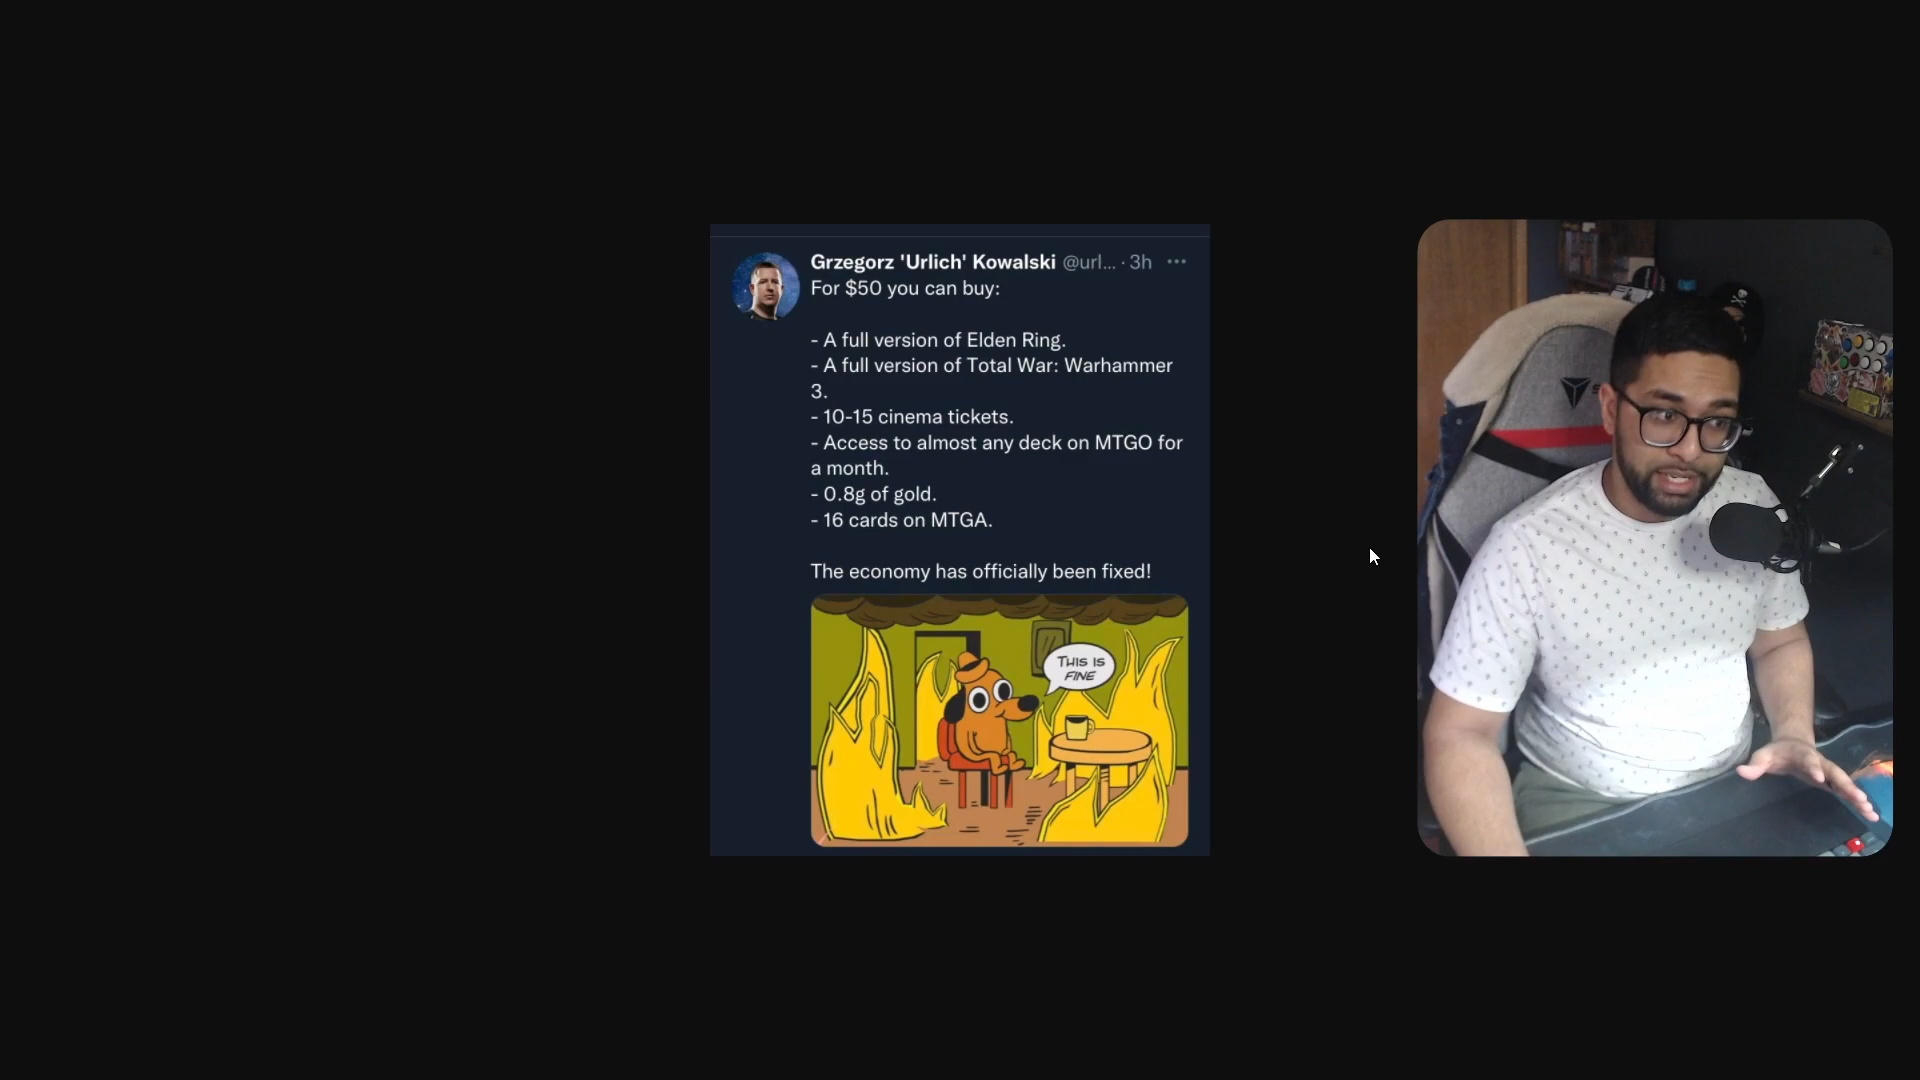 Grzegorz 'Urlich' Kowalski @url... · 3h ···
For $50 you can buy:
- A full version of Elden Ring.
- A full version of Total War: Warhammer
3.
- 10-15 cinema tickets.
- Access to almost any deck on MTGO for
a month.
- 0.8g of gold.
- 16 cards on MTGA.
The economy has officially been fixed!
THIS IS
FINE